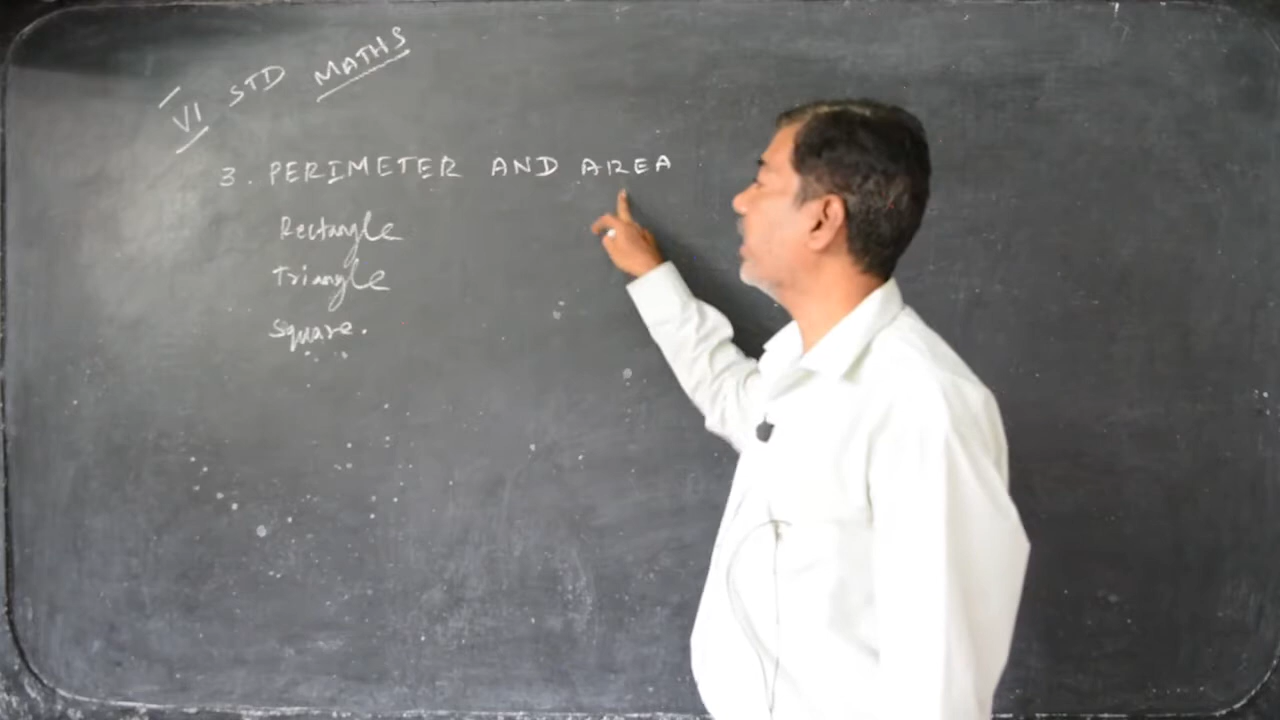 VI STD MATHS
3. PERIMETER AND AREA
Rectangle
Triangle
Square.